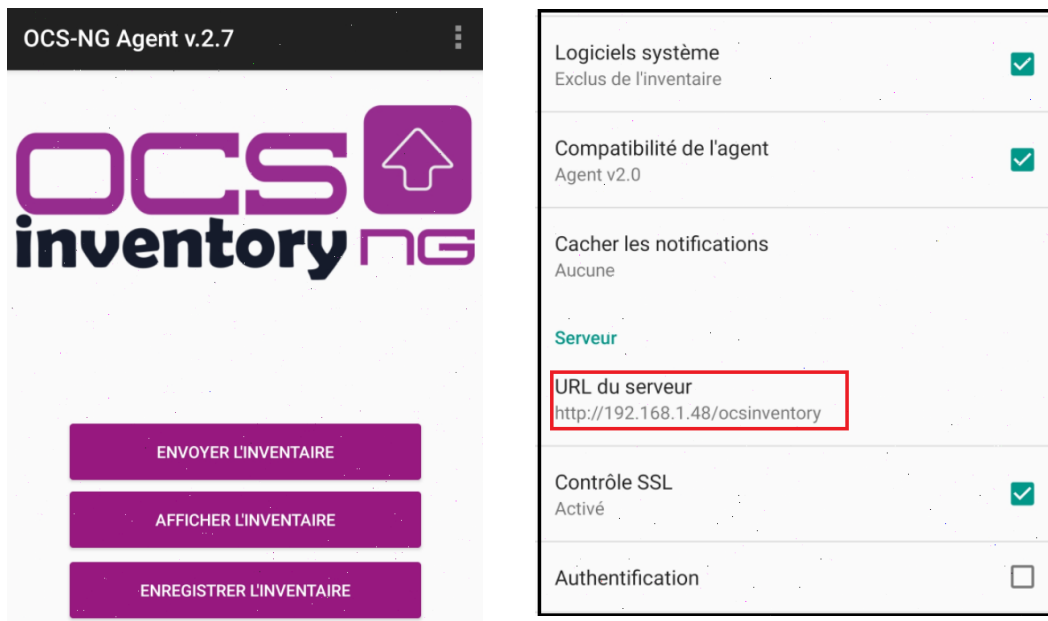 OCS-NG Agent v.2.7
OCS
inventory NG
ENVOYER L'INVENTAIRE
AFFICHER L'INVENTAIRE
ENREGISTRER L'INVENTAIRE
Logiciels système
Exclus de l'inventaire
Compatibilité de l'agent
Agent v2.0
Cacher les notifications
Aucune
Serveur
URL du serveur
http://192.168.1.48/ocsinventory
Contrôle SSL
Activé
Authentification